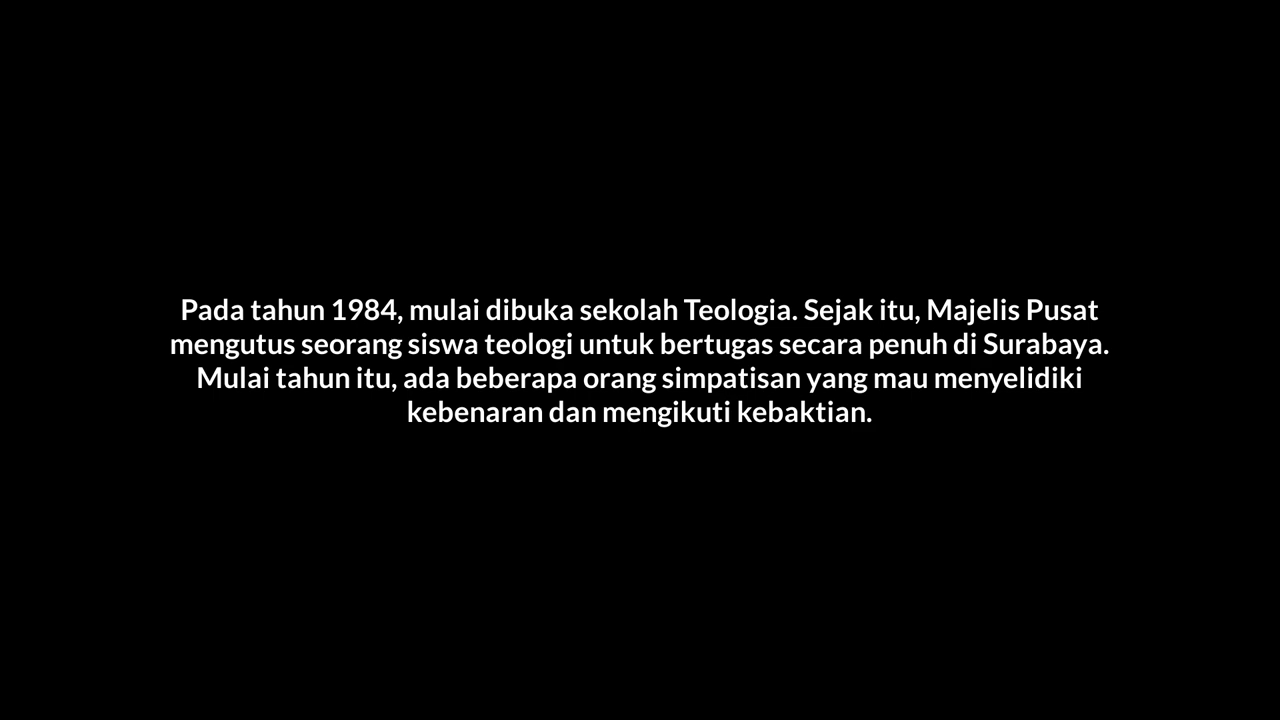 Pada tahun 1984, mulai dibuka sekolah Teologia. Sejak itu, Majelis Pusat
mengutus seorang siswa teologi untuk bertugas secara penuh di Surabaya.
Mulai tahun itu, ada beberapa orang simpatisan yang mau menyelidiki
kebenaran dan mengikuti kebaktian.